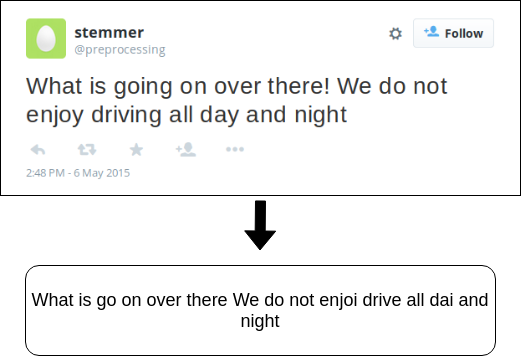 stemmer
@preprocessing
Follow
What is going on over there! We do not
enjoy driving all day and night
2:48 PM - 6 May 2015
What is go on over there We do not enjoi drive all dai and
night